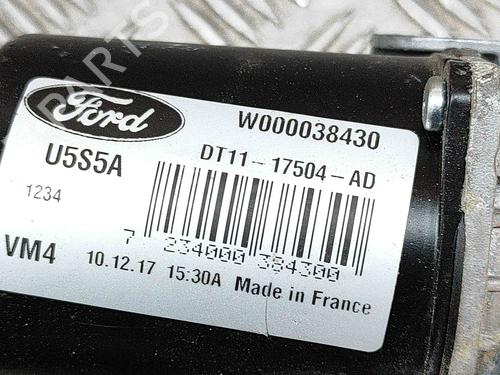 Ford
W000038430
U5S5A
DT11-17504-AD
1234
7 234000 384300
VM4
10.12.17 15:30A Made in France
PARTS